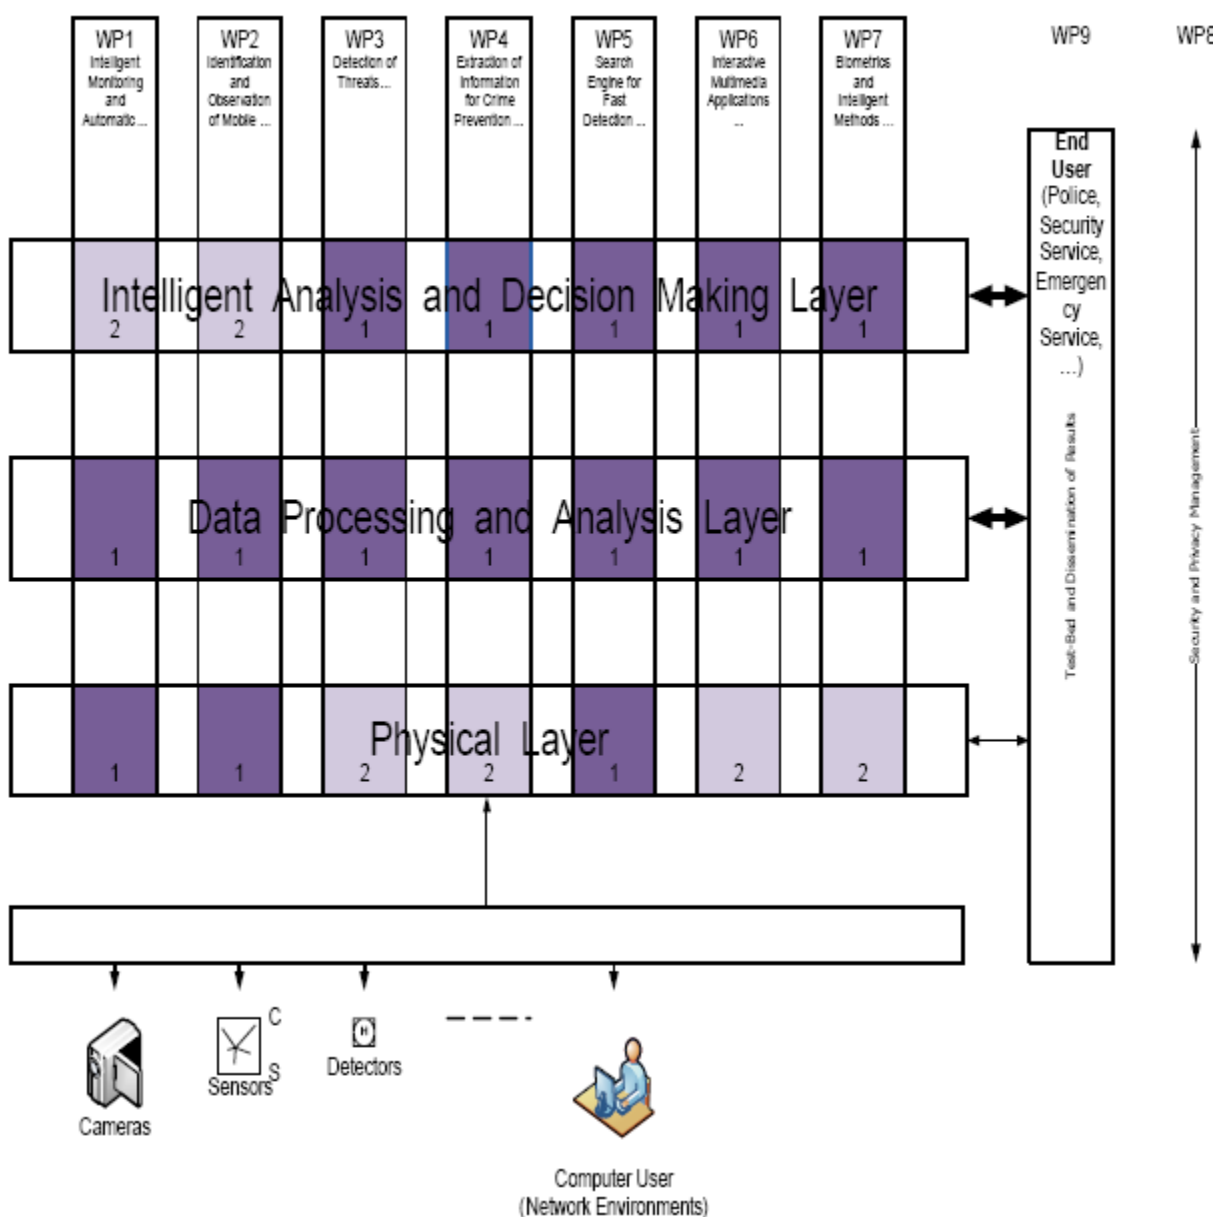 WP1
Intelligent
Monitoring
and
Automatic ...
WP2
Identification
and
Observation
of Mobile ...
WP3
Detection of
Threats...
WP4
Extraction of
Information
for Crime
Prevention ...
WP5
Search
Engine for
Fast
Detection ...
WP6
Interactive
Multimedia
Applications
...
WP7
Biometrics
and
Intelligent
Methods ...
WP9
WP8
End
User
(Police,
Security
Service,
Emergen
cy
Service,
...)
Test-Bed and Dissemination of Results
Security and Privacy Management
Intelligent Analysis and Decision Making Layer
2 2 1 1 1 1 1
Data Processing and Analysis Layer
1 1 1 1 1 1 1
Physical Layer
1 1 2 2 1 2 2
Cameras
C
S
Sensors
H
Detectors
Computer User
(Network Environments)